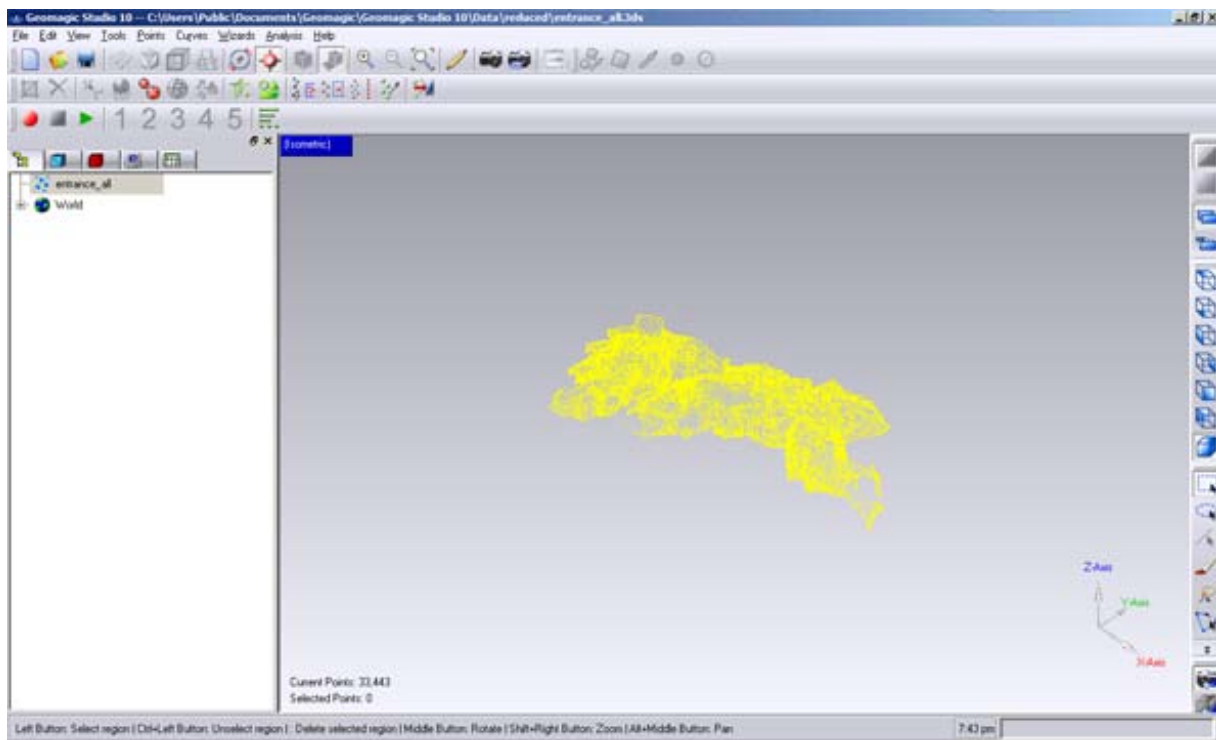 Geomagic Studio 10 -- C:\Users\Public\Documents\Geomagic\Geomagic Studio 10\Data\reduced\entrance_all.3ds
File Edit View Tools Points Curves Wizards Analysis Help
1 2 3 4 5
(Isometric)
entrance_all
World
Z-Axis
Y-Axis
X-Axis
Current Points: 33,443
Selected Points: 0
Left Button: Select region | Ctrl+Left Button: Unselect region | : Delete selected region | Middle Button: Rotate | Shift+Right Button: Zoom | Alt+Middle Button: Pan
7:43 pm